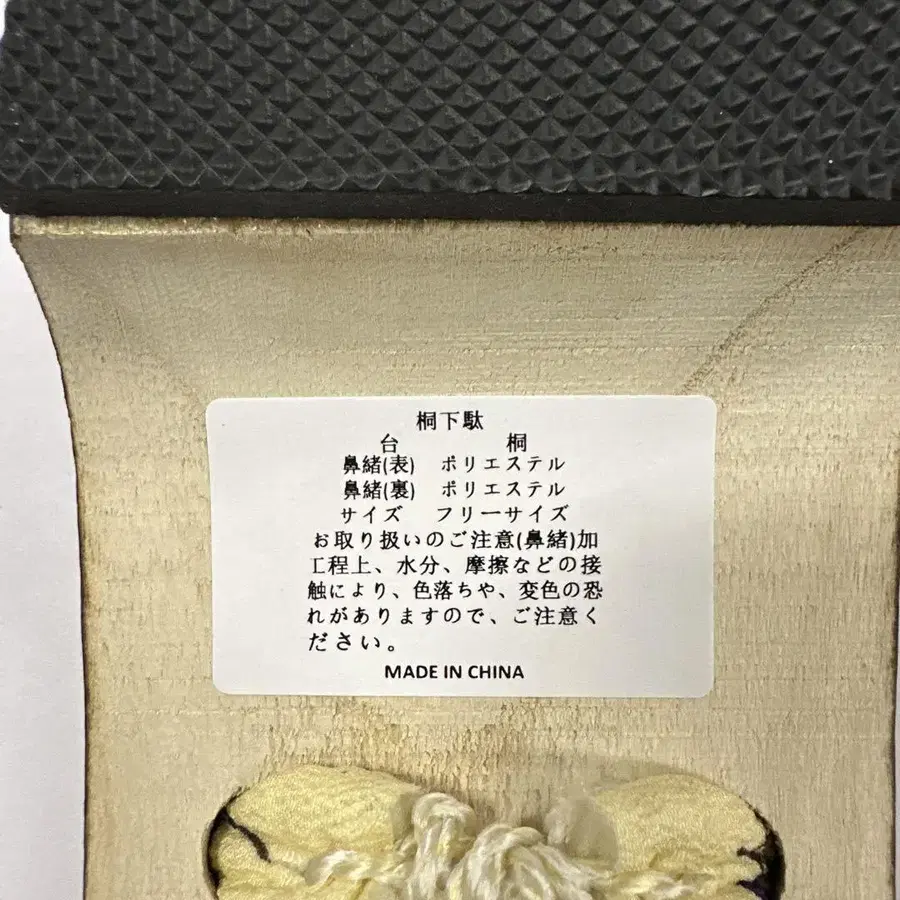 桐下駄
台 桐
鼻緒(表) ポリエステル
鼻緒(裏) ポリエステル
サイズ フリーサイズ
お取り扱いのご注意(鼻緒)加
工程上、水分、摩擦などの接
触により、色落ちや、変色の恐
れがありますので、ご注意く
ださい。
MADE IN CHINA